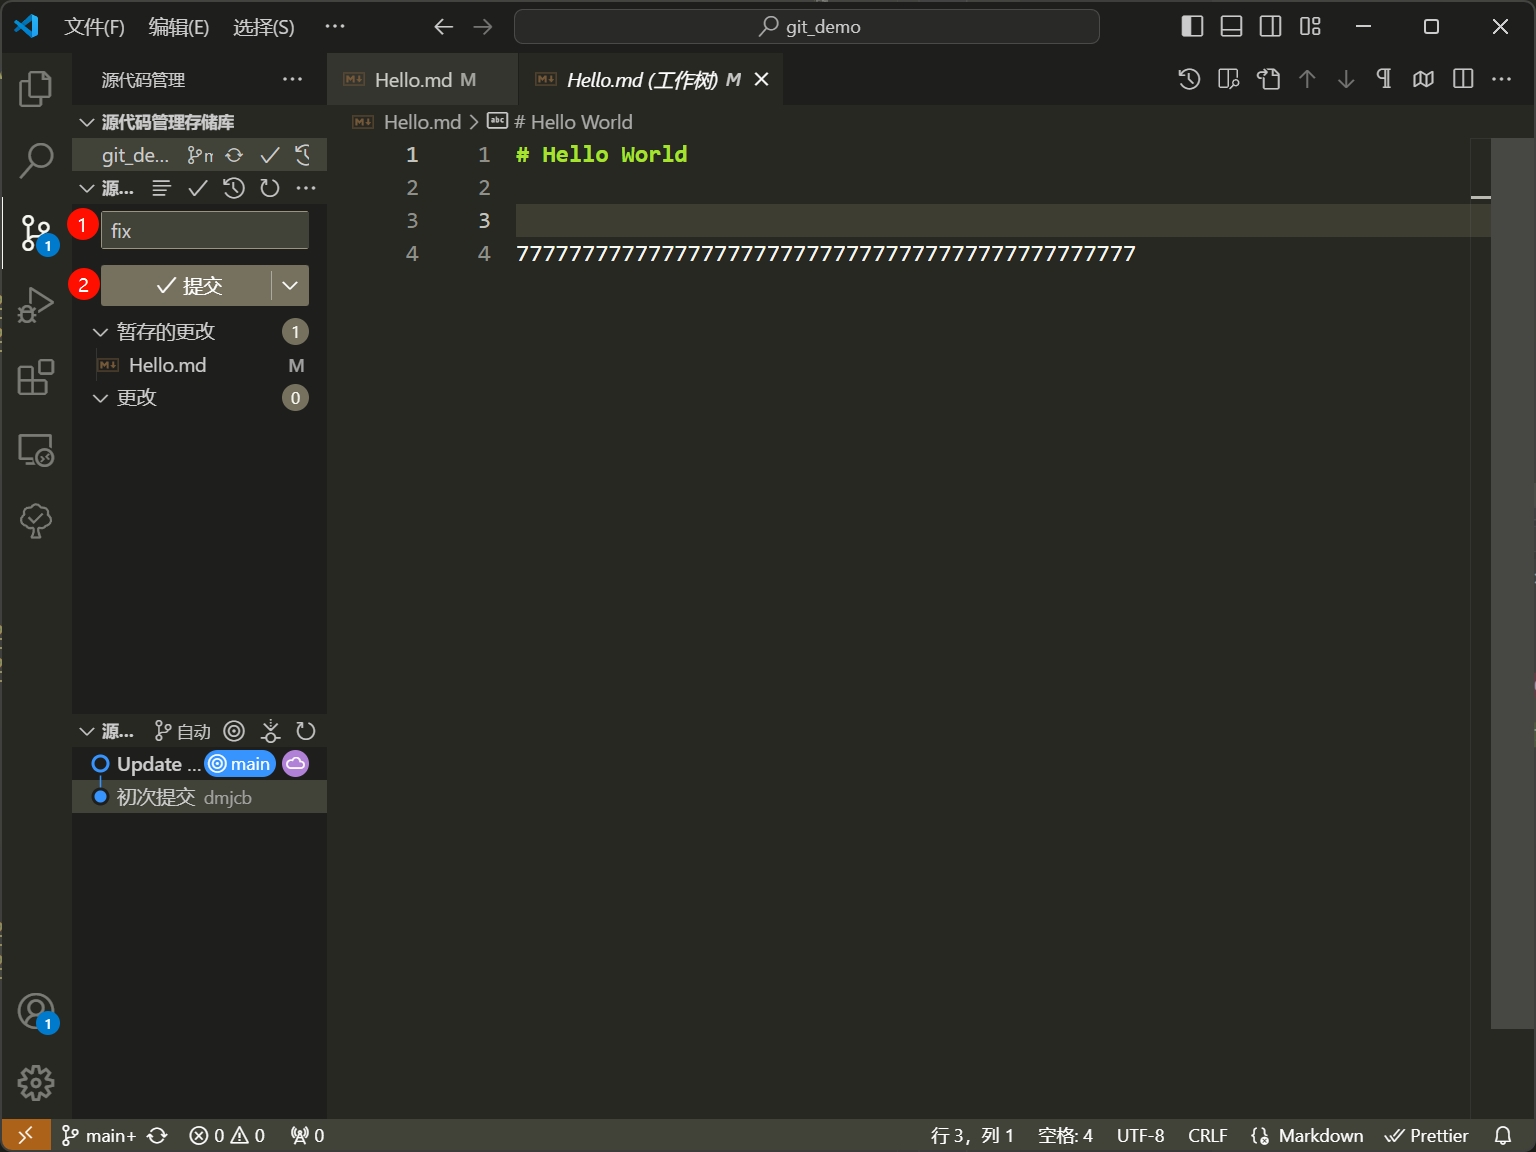 文件(F) 编辑(E) 选择(S) ··· git_demo
源代码管理 ···
Hello.md M
Hello.md (工作树) M
源代码管理存储库
Hello.md > # Hello World
git_de...
源...
1 fix
2 提交
暂存的更改 1
Hello.md M
更改 0
1 1 # Hello World
2 2
3 3
4 4 77777777777777777777777777777777777777777777777
1
源... 自动
Update ... main
初次提交 dmjcb
1
main+ 0 0 0 行 3，列 1 空格: 4 UTF-8 CRLF Markdown Prettier